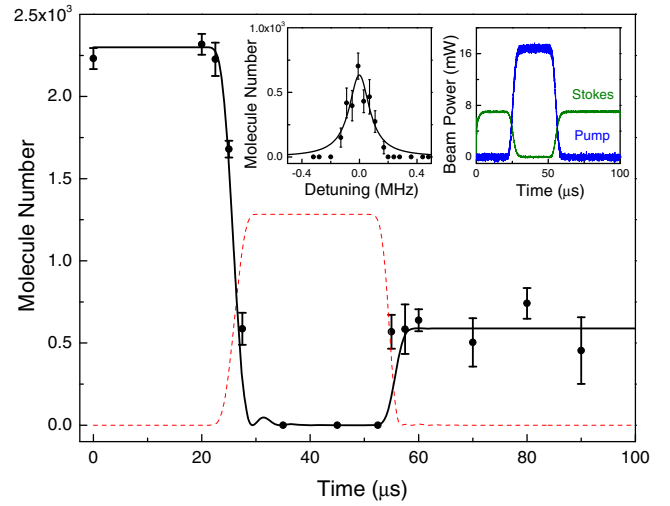 2.5x10³
2.0
1.5
1.0
0.5
0.0
Molecule Number
0 20 40 60 80 100
Time (μs)
1.0x10³
0.5
0.0
Molecule Number
-0.4 0.0 0.4
Detuning (MHz)
16
8
0
Beam Power (mW)
Stokes
Pump
0 50 100
Time (μs)